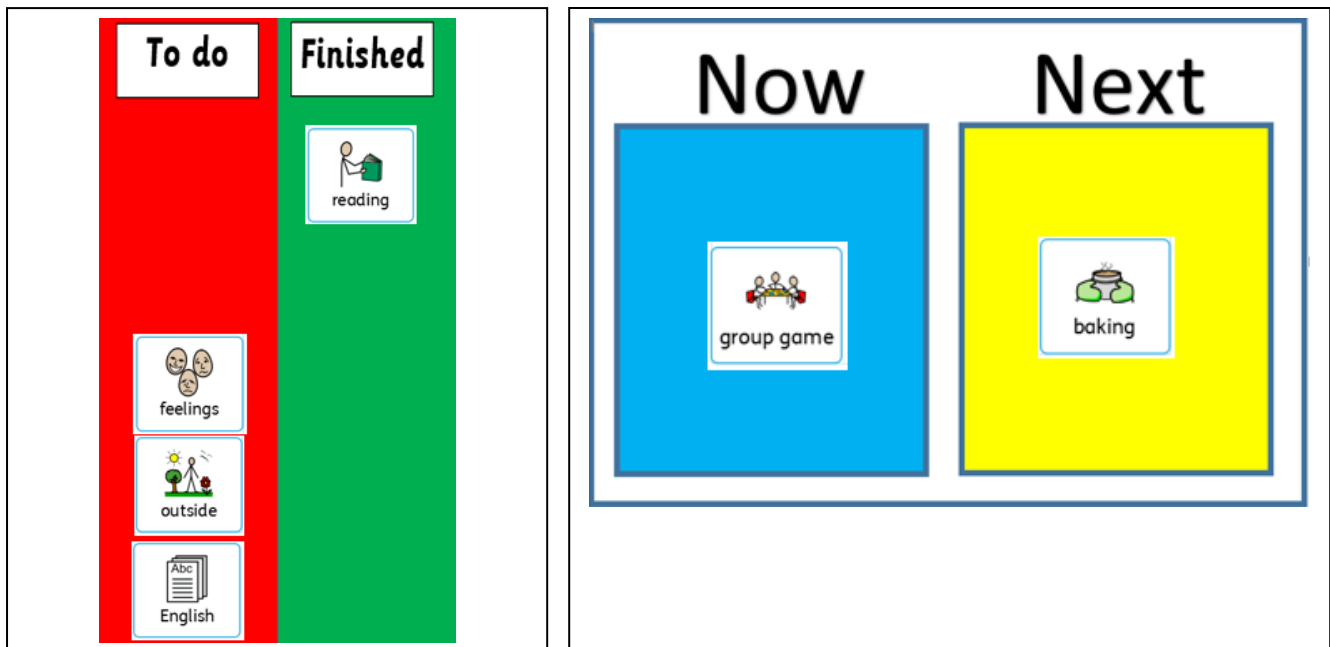 To do
Finished
reading
feelings
outside
Abc
English
Now
Next
group game
baking